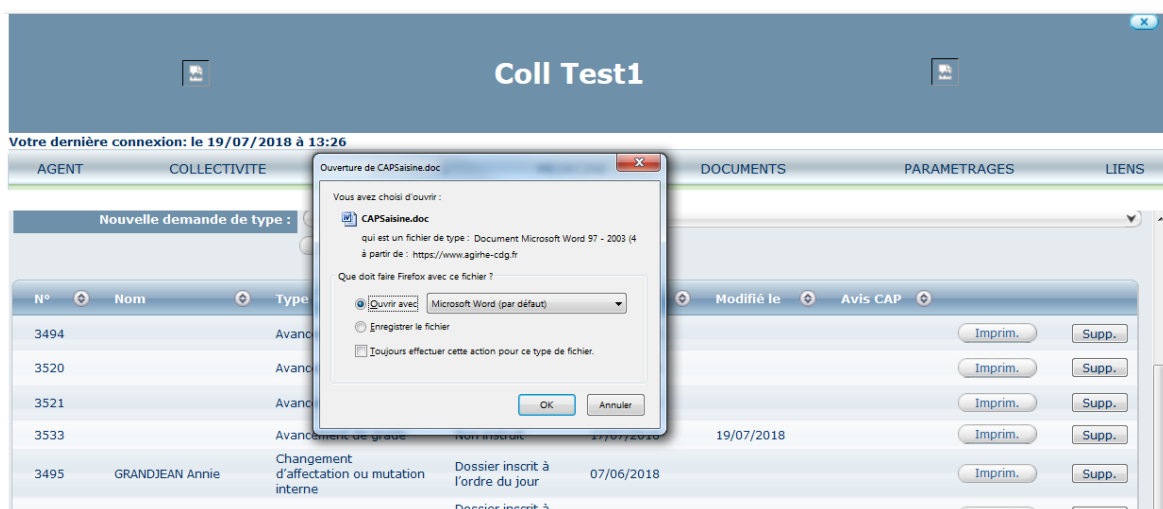 x
Coll Test1
Votre dernière connexion: le 19/07/2018 à 13:26
AGENT COLLECTIVITE DOCUMENTS PARAMETRAGES LIENS
Ouverture de CAPSaisine.doc
Vous avez choisi d'ouvrir :
CAPSaisine.doc
qui est un fichier de type : Document Microsoft Word 97 - 2003 (4
à partir de : https://www.agirhe-cdg.fr
Que doit faire Firefox avec ce fichier ?
Ouvrir avec Microsoft Word (par défaut)
Enregistrer le fichier
Toujours effectuer cette action pour ce type de fichier.
OK Annuler
Nouvelle demande de type :
N° Nom Type Modifié le Avis CAP
3494 Avanc Imprim. Supp.
3520 Avanc Imprim. Supp.
3521 Avanc Imprim. Supp.
3533 Avancement de grade Non instruit 17/07/2018 19/07/2018 Imprim. Supp.
Changement
3495 GRANDJEAN Annie d'affectation ou mutation Dossier inscrit à 07/06/2018 Imprim. Supp.
interne l'ordre du jour
Dossier inscrit à